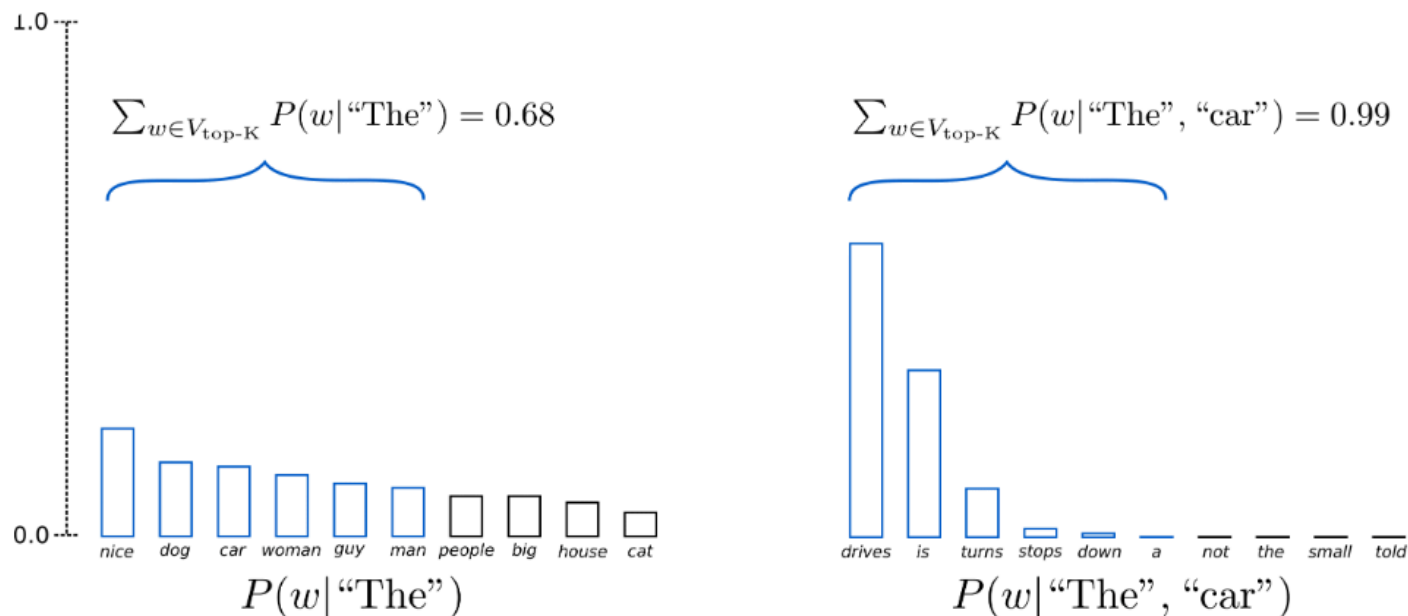 1.0
∑w∈Vtop-K P(w|“The”) = 0.68
∑w∈Vtop-K P(w|“The”, “car”) = 0.99
0.0
nice dog car woman guy man people big house cat
drives is turns stops down a not the small told
P(w|“The”)
P(w|“The”, “car”)